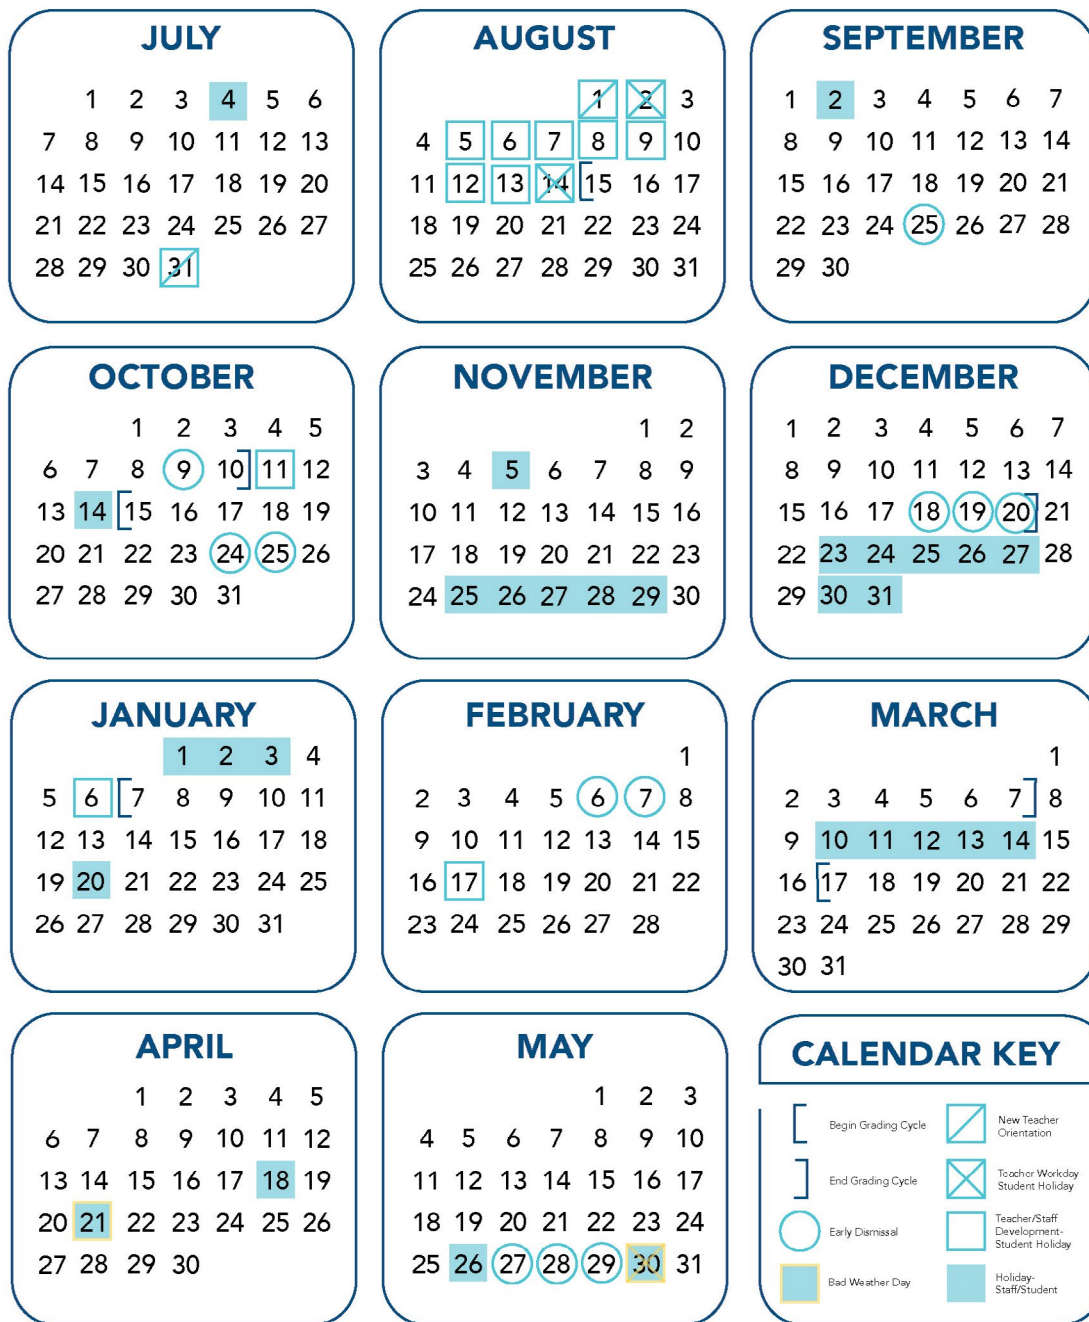 JULY
1 2 3 4 5 6
7 8 9 10 11 12 13
14 15 16 17 18 19 20
21 22 23 24 25 26 27
28 29 30 31
AUGUST
1 2 3
4 5 6 7 8 9 10
11 12 13 14 [15 16 17
18 19 20 21 22 23 24
25 26 27 28 29 30 31
SEPTEMBER
1 2 3 4 5 6 7
8 9 10 11 12 13 14
15 16 17 18 19 20 21
22 23 24 25 26 27 28
29 30
OCTOBER
1 2 3 4 5
6 7 8 9 10] 11 12
13 14 [15 16 17 18 19
20 21 22 23 24 25 26
27 28 29 30 31
NOVEMBER
1 2
3 4 5 6 7 8 9
10 11 12 13 14 15 16
17 18 19 20 21 22 23
24 25 26 27 28 29 30
DECEMBER
1 2 3 4 5 6 7
8 9 10 11 12 13 14
15 16 17 18 19 20] 21
22 23 24 25 26 27 28
29 30 31
JANUARY
1 2 3 4
5 6 [7 8 9 10 11
12 13 14 15 16 17 18
19 20 21 22 23 24 25
26 27 28 29 30 31
FEBRUARY
1
2 3 4 5 6 7 8
9 10 11 12 13 14 15
16 17 18 19 20 21 22
23 24 25 26 27 28
MARCH
1
2 3 4 5 6 7] 8
9 10 11 12 13 14 15
16 [17 18 19 20 21 22
23 24 25 26 27 28 29
30 31
APRIL
1 2 3 4 5
6 7 8 9 10 11 12
13 14 15 16 17 18 19
20 21 22 23 24 25 26
27 28 29 30
MAY
1 2 3
4 5 6 7 8 9 10
11 12 13 14 15 16 17
18 19 20 21 22 23 24
25 26 27 28 29 30 31
CALENDAR KEY
[ Begin Grading Cycle
] End Grading Cycle
Early Dismissal
Bad Weather Day
New Teacher
Orientation
Teacher Workday
Student Holiday
Teacher/Staff
Development-
Student Holiday
Holiday-
Staff/Student